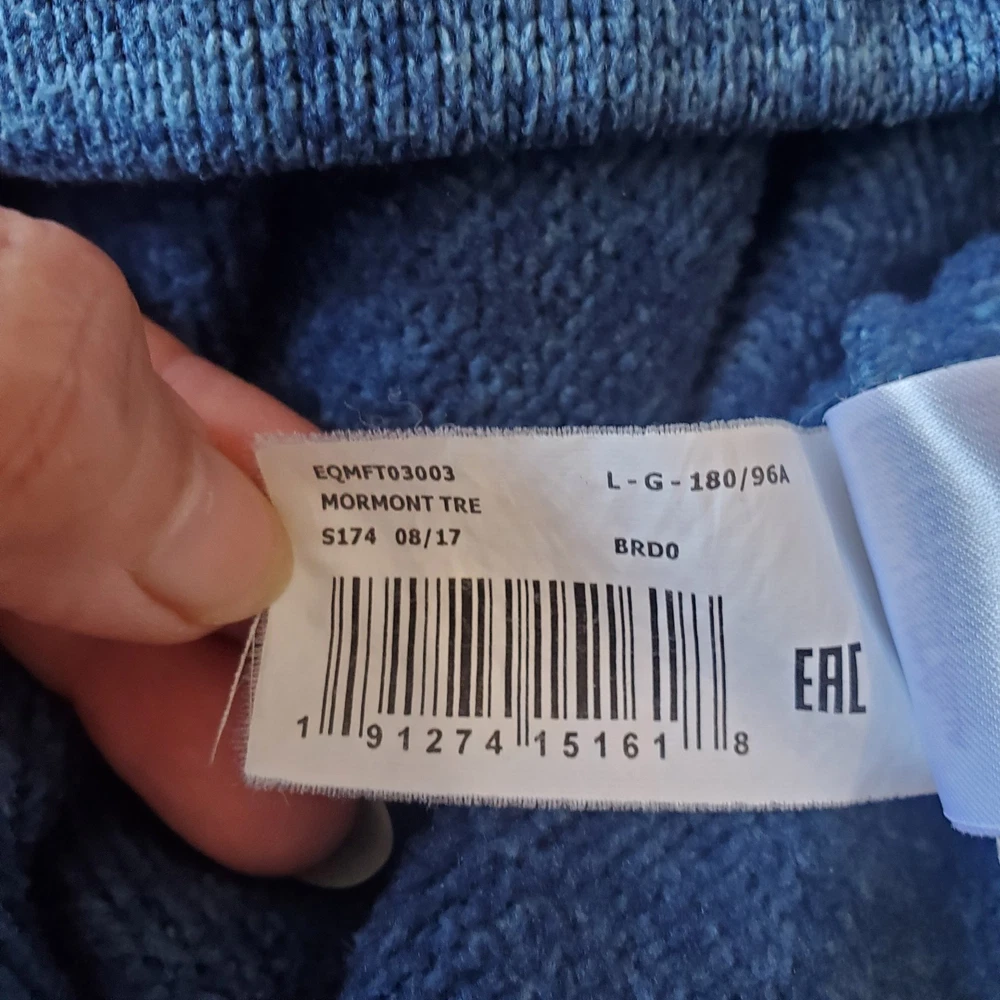 EQMFT03003
L - G - 180/96A
MORMONT TRE
S174 08/17
BRD0
EAC
1 91274 15161 8